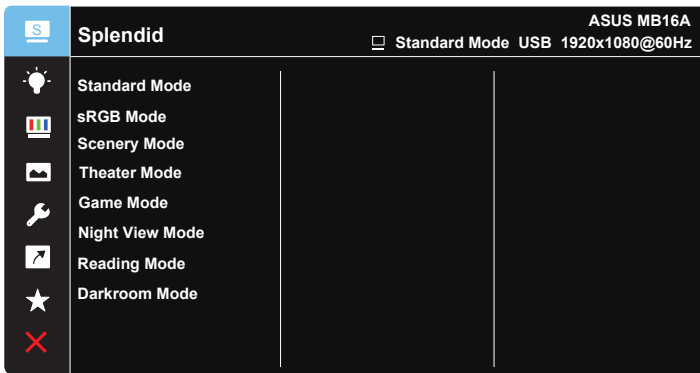 S
Splendid
ASUS MB16A
Standard Mode USB 1920x1080@60Hz
Standard Mode
sRGB Mode
Scenery Mode
Theater Mode
Game Mode
Night View Mode
Reading Mode
Darkroom Mode